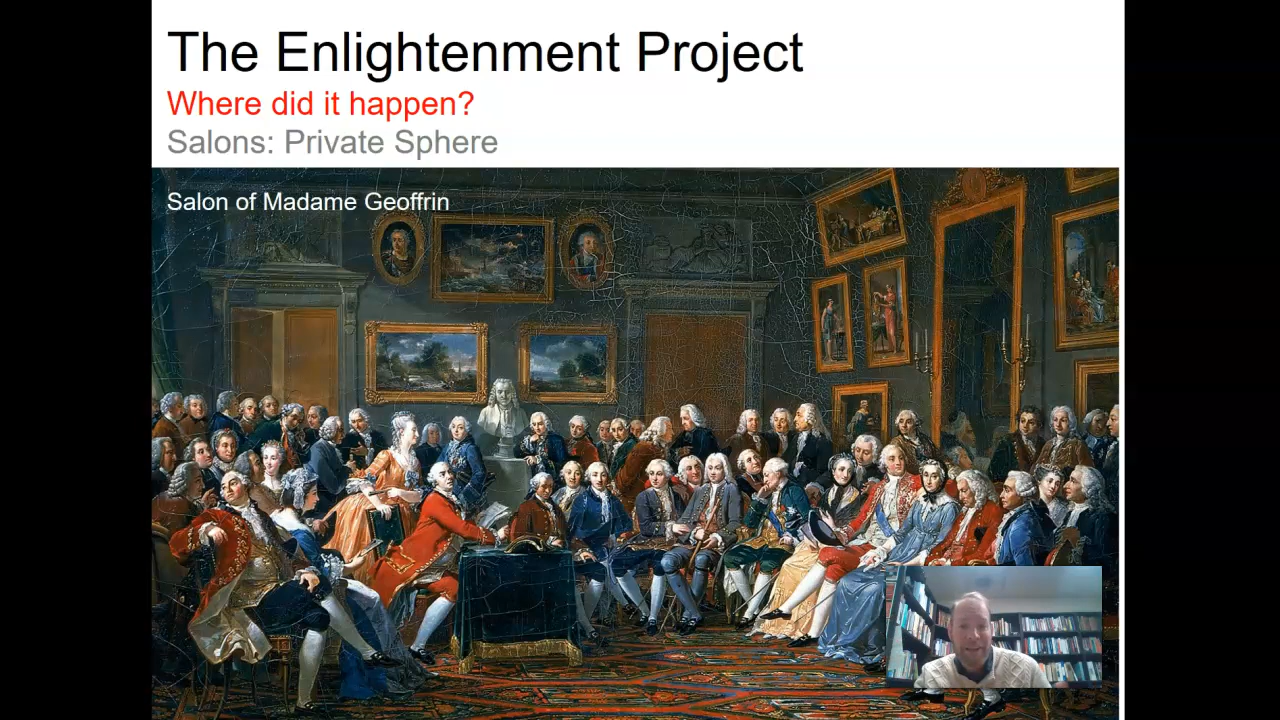 The Enlightenment Project
Where did it happen?
Salons: Private Sphere
Salon of Madame Geoffrin